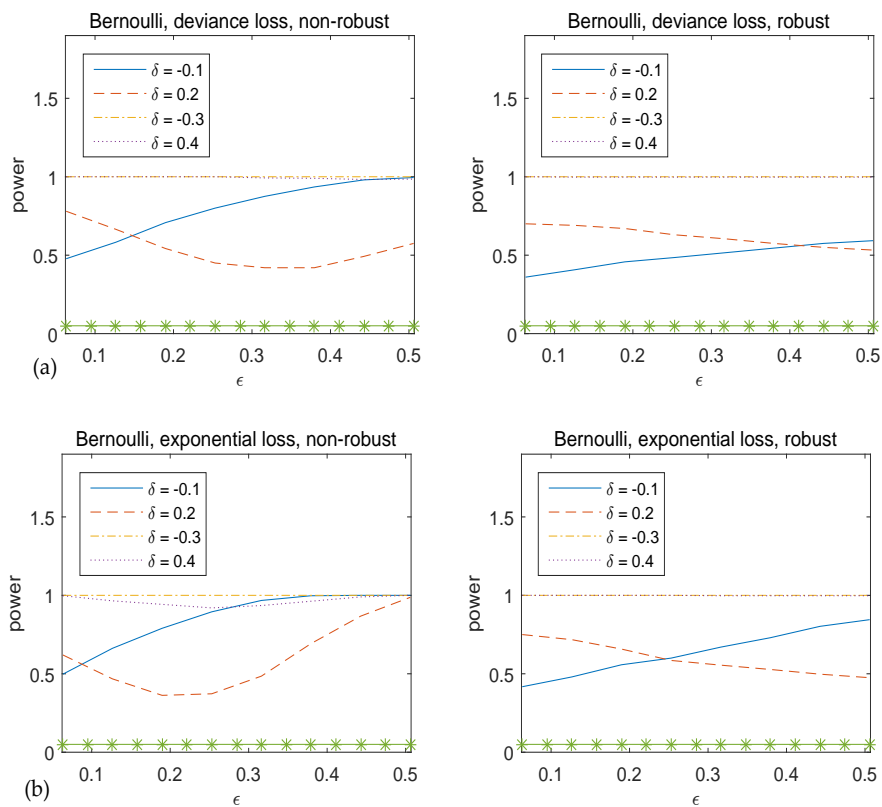 Bernoulli, deviance loss, non-robust
δ = -0.1
δ = 0.2
δ = -0.3
δ = 0.4
1.5
1
0.5
0
power
0.1 0.2 0.3 0.4 0.5
ϵ
(a)
Bernoulli, deviance loss, robust
δ = -0.1
δ = 0.2
δ = -0.3
δ = 0.4
1.5
1
0.5
0
power
0.1 0.2 0.3 0.4 0.5
ϵ
Bernoulli, exponential loss, non-robust
δ = -0.1
δ = 0.2
δ = -0.3
δ = 0.4
1.5
1
0.5
0
power
0.1 0.2 0.3 0.4 0.5
ϵ
(b)
Bernoulli, exponential loss, robust
δ = -0.1
δ = 0.2
δ = -0.3
δ = 0.4
1.5
1
0.5
0
power
0.1 0.2 0.3 0.4 0.5
ϵ